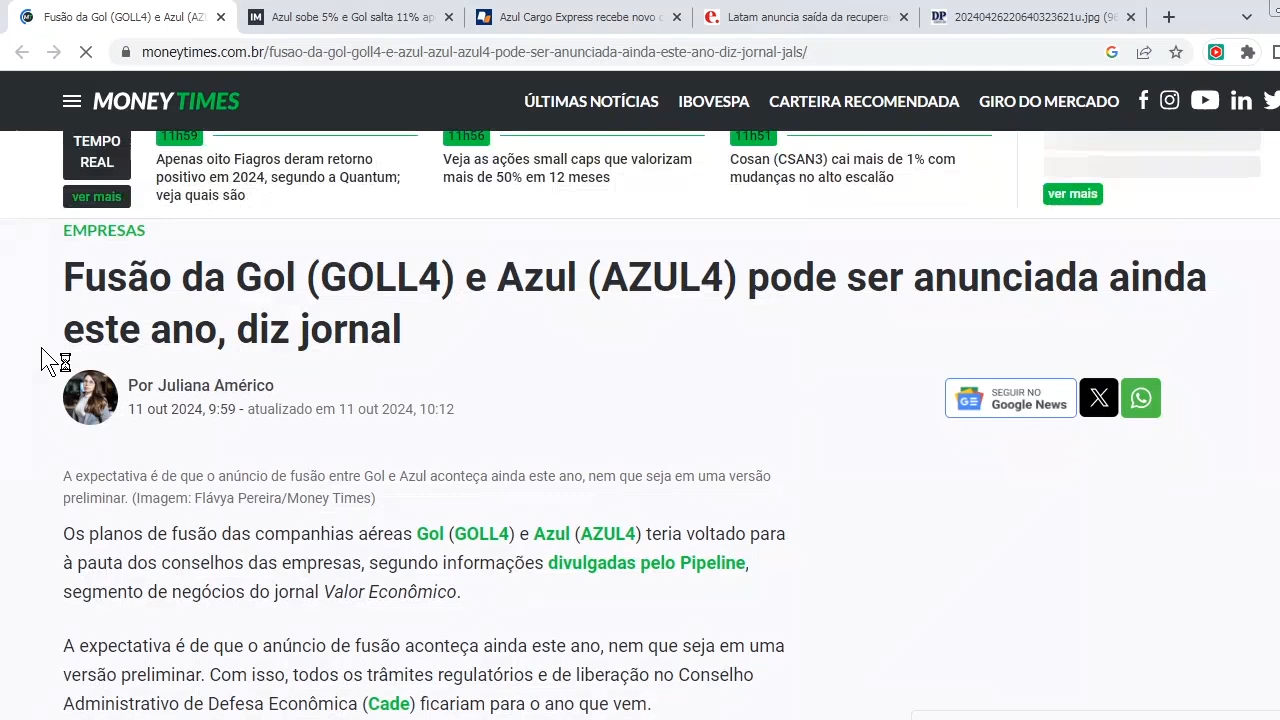 Fusão da Gol (GOLL4) e Azul (AZU
Azul sobe 5% e Gol salta 11% ap
Azul Cargo Express recebe novo c
Latam anuncia saída da recupera
20240426220640323621u.jpg (96
moneytimes.com.br/fusao-da-gol-goll4-e-azul-azul-azul4-pode-ser-anunciada-ainda-este-ano-diz-jornal-jals/
MONEY TIMES
ÚLTIMAS NOTÍCIAS IBOVESPA CARTEIRA RECOMENDADA GIRO DO MERCADO
TEMPO
REAL
ver mais
11h59
Apenas oito Fiagros deram retorno
positivo em 2024, segundo a Quantum;
veja quais são
11h56
Veja as ações small caps que valorizam
mais de 50% em 12 meses
11h51
Cosan (CSAN3) cai mais de 1% com
mudanças no alto escalão
ver mais
EMPRESAS
Fusão da Gol (GOLL4) e Azul (AZUL4) pode ser anunciada ainda
este ano, diz jornal
Por Juliana Américo
11 out 2024, 9:59 - atualizado em 11 out 2024, 10:12
SEGUIR NO
Google News
A expectativa é de que o anúncio de fusão entre Gol e Azul aconteça ainda este ano, nem que seja em uma versão
preliminar. (Imagem: Flávya Pereira/Money Times)
Os planos de fusão das companhias aéreas Gol (GOLL4) e Azul (AZUL4) teria voltado para
à pauta dos conselhos das empresas, segundo informações divulgadas pelo Pipeline,
segmento de negócios do jornal Valor Econômico.
A expectativa é de que o anúncio de fusão aconteça ainda este ano, nem que seja em uma
versão preliminar. Com isso, todos os trâmites regulatórios e de liberação no Conselho
Administrativo de Defesa Econômica (Cade) ficariam para o ano que vem.